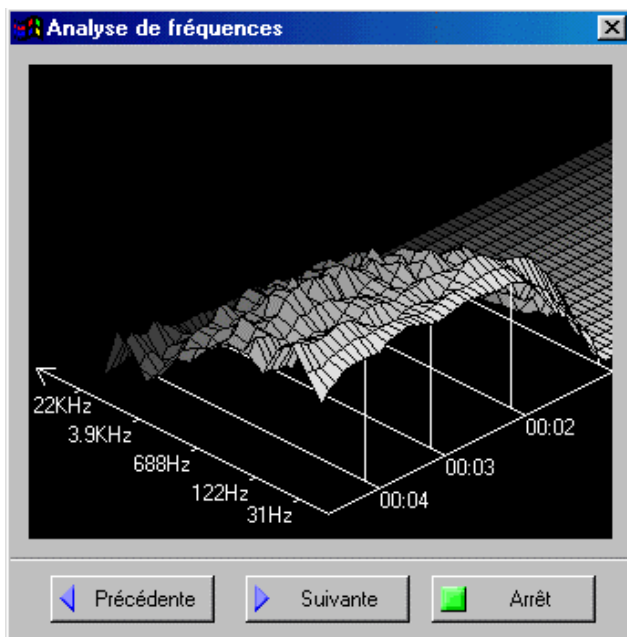 Analyse de fréquences
22KHz
3.9KHz
688Hz
122Hz
31Hz
00:04
00:03
00:02
Précédente
Suivante
Arrêt